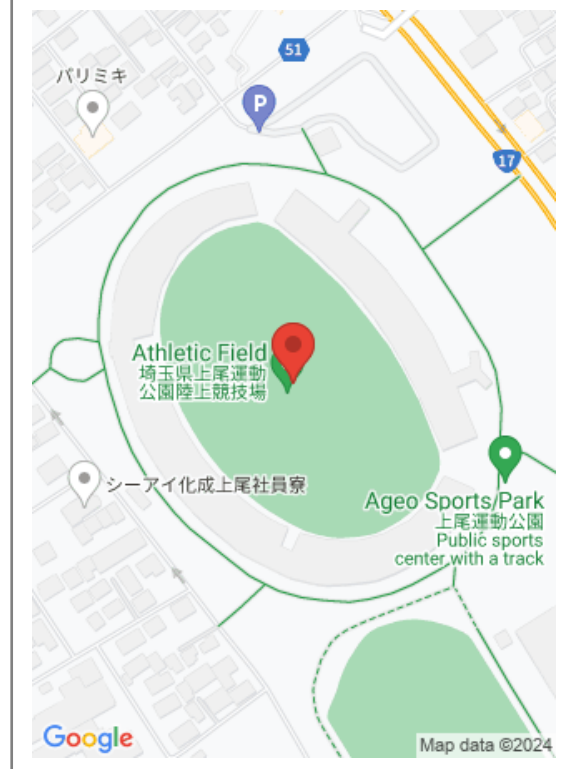 51
パリミキ
P
17
Athletic Field
埼玉県上尾運動
公園陸上競技場
シーアイ化成上尾社員寮
Ageo Sports Park
上尾運動公園
Public sports
center with a track
Google
Map data ©2024